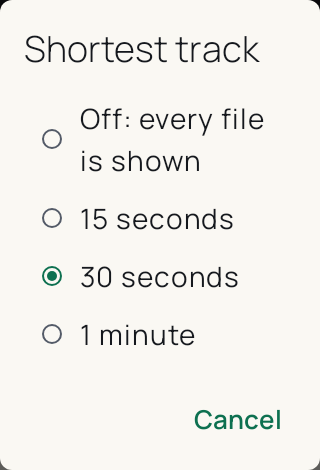 Shortest track
Off: every file
is shown
15 seconds
30 seconds
1 minute
Cancel